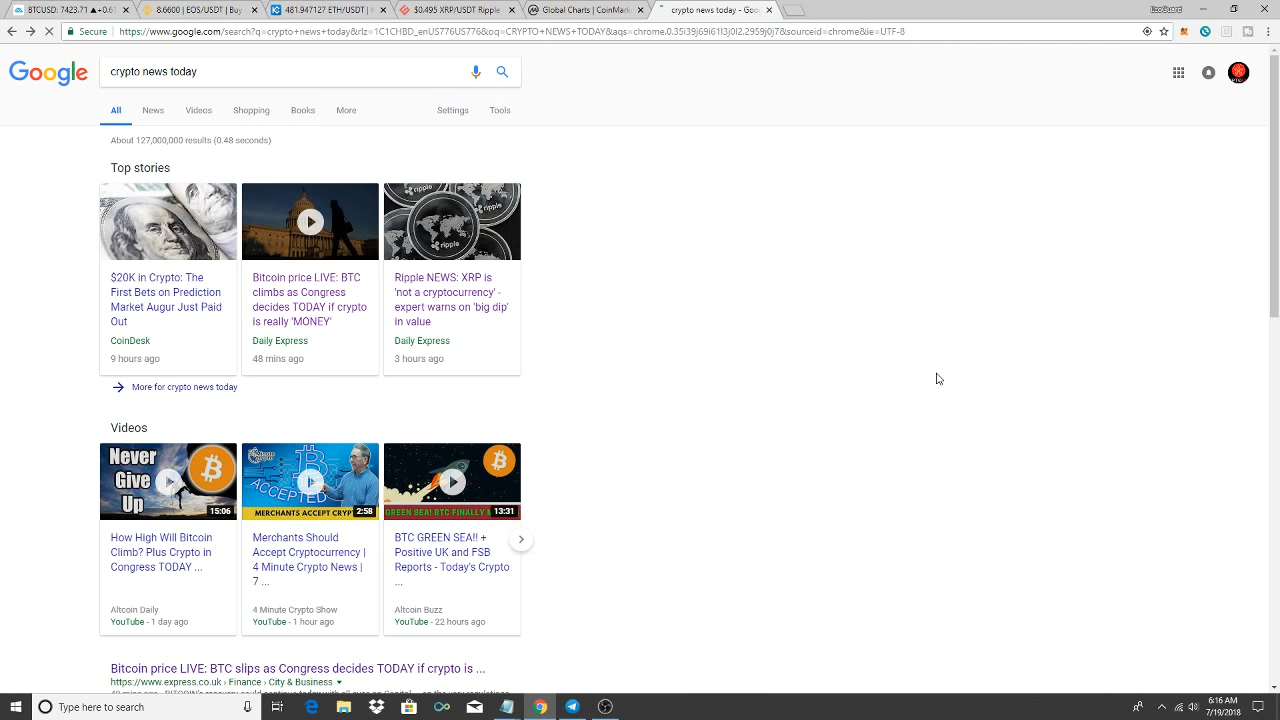 BTCUSD: 7423.71▲+0.6
8.6600 | EOS/USDT |
481.947127 ETH/USDT |
$0.495 XRP/USDT Ripple
Global Charts | CoinMark
crypto news today - Goo
Secure
https://www.google.com/search?q=crypto+news+today&rlz=1C1CHBD_enUS776US776&oq=CRYPTO+NEWS+TODAY&aqs=chrome.0.35i39j69i61l3j0l2.2959j0j7&sourceid=chrome&ie=UTF-8
Google
crypto news today
All News Videos Shopping Books More Settings Tools
About 127,000,000 results (0.48 seconds)
Top stories
ripple
ripple
ripple
$20K in Crypto: The
First Bets on Prediction
Market Augur Just Paid
Out
CoinDesk
9 hours ago
Bitcoin price LIVE: BTC
climbs as Congress
decides TODAY if crypto
is really 'MONEY'
Daily Express
48 mins ago
Ripple NEWS: XRP is
'not a cryptocurrency' -
expert warns on 'big dip'
in value
Daily Express
3 hours ago
More for crypto news today
Videos
Never
Give
Up
15:06
ACCEPTED
MERCHANTS ACCEPT CRYP
2:58
GREEN SEA! BTC FINALLY
13:31
How High Will Bitcoin
Climb? Plus Crypto in
Congress TODAY ...
Altcoin Daily
YouTube - 1 day ago
Merchants Should
Accept Cryptocurrency |
4 Minute Crypto News |
7 ...
4 Minute Crypto Show
YouTube - 1 hour ago
BTC GREEN SEA!! +
Positive UK and FSB
Reports - Today's Crypto
...
Altcoin Buzz
YouTube - 22 hours ago
Bitcoin price LIVE: BTC slips as Congress decides TODAY if crypto is ...
https://www.express.co.uk › Finance › City & Business
Type here to search
6:16 AM
7/19/2018